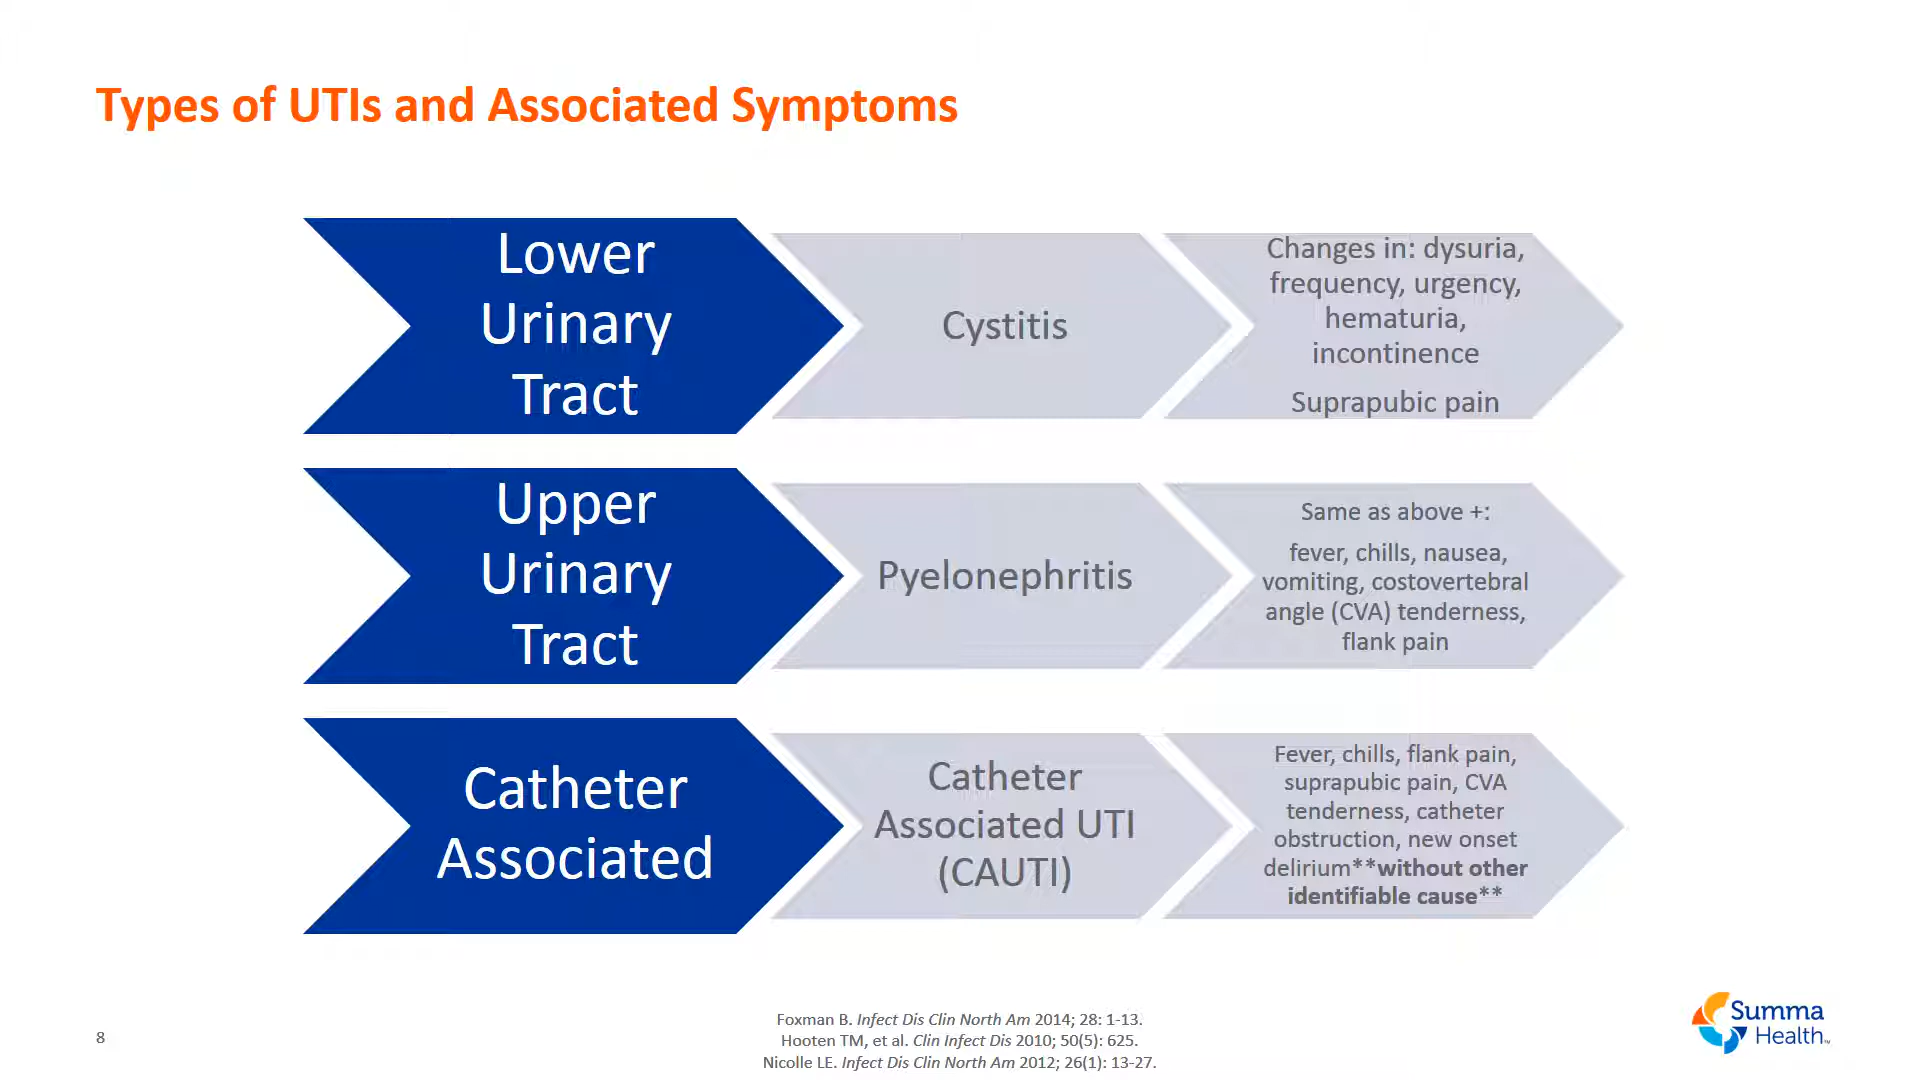 Types of UTIs and Associated Symptoms
Lower
Urinary
Tract
Cystitis
Changes in: dysuria,
frequency, urgency,
hematuria,
incontinence
Suprapubic pain
Upper
Urinary
Tract
Pyelonephritis
Same as above +:
fever, chills, nausea,
vomiting, costovertebral
angle (CVA) tenderness,
flank pain
Catheter
Associated
Catheter
Associated UTI
(CAUTI)
Fever, chills, flank pain,
suprapubic pain, CVA
tenderness, catheter
obstruction, new onset
delirium**without other
identifiable cause**
8
Foxman B. Infect Dis Clin North Am 2014; 28: 1-13.
Hooten TM, et al. Clin Infect Dis 2010; 50(5): 625.
Nicolle LE. Infect Dis Clin North Am 2012; 26(1): 13-27.
Summa
Health™